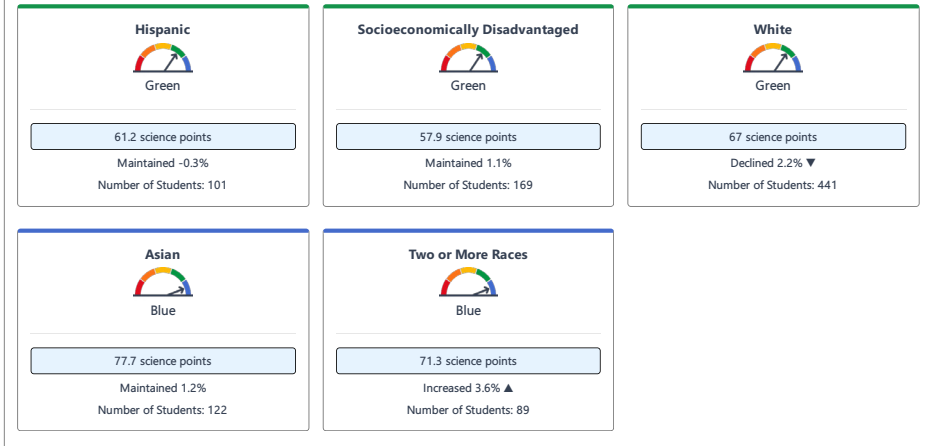 Hispanic
Green
61.2 science points
Maintained -0.3%
Number of Students: 101
Socioeconomically Disadvantaged
Green
57.9 science points
Maintained 1.1%
Number of Students: 169
White
Green
67 science points
Declined 2.2% ▼
Number of Students: 441
Asian
Blue
77.7 science points
Maintained 1.2%
Number of Students: 122
Two or More Races
Blue
71.3 science points
Increased 3.6% ▲
Number of Students: 89